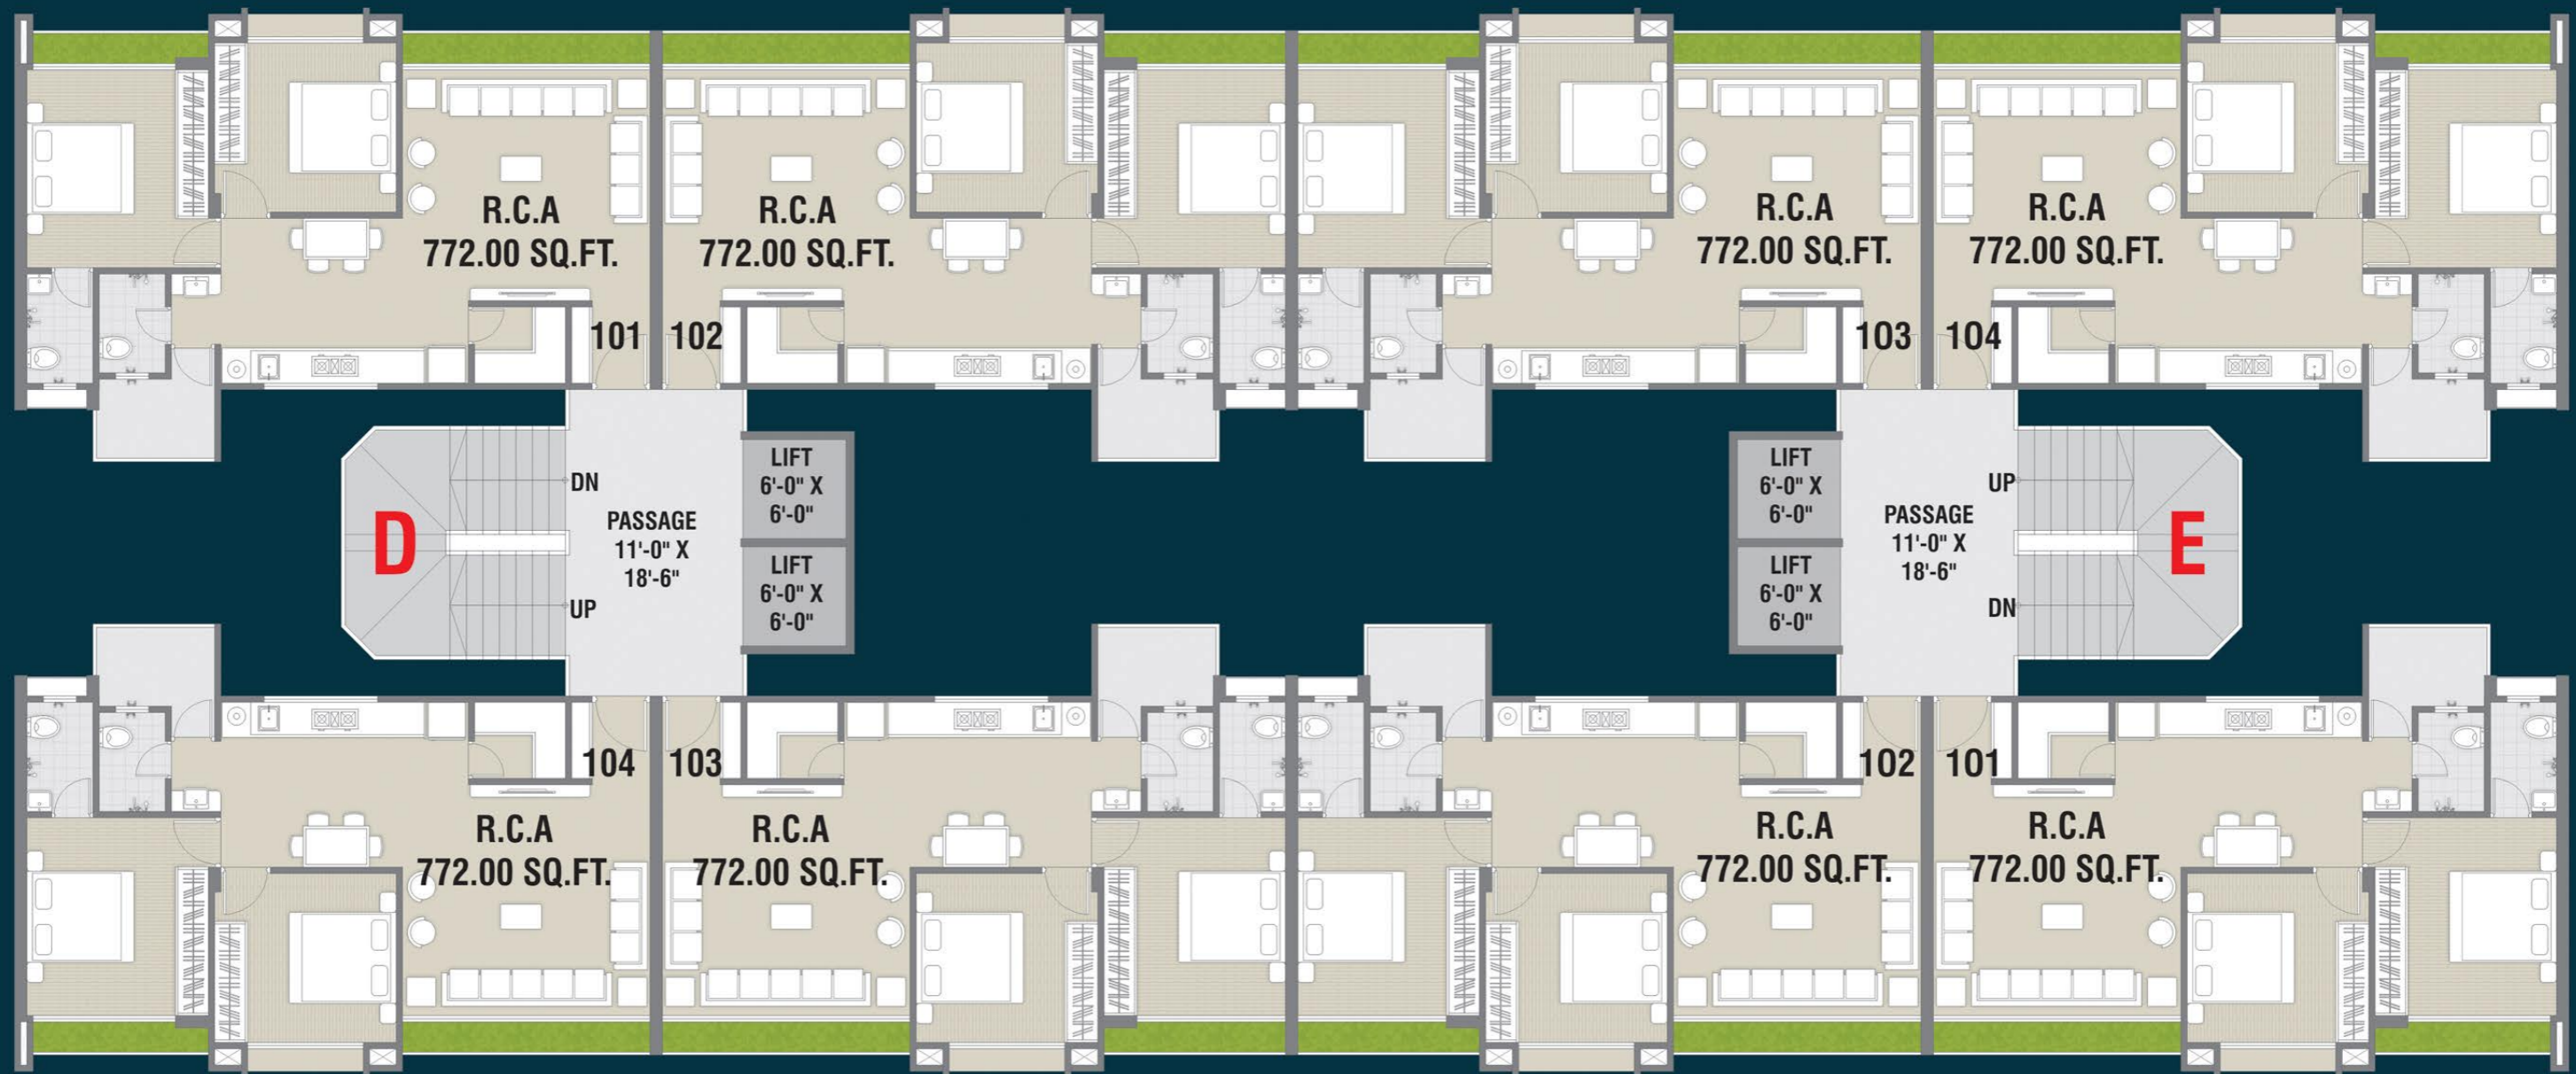 R.C.A
772.00 SQ.FT.
R.C.A
772.00 SQ.FT.
R.C.A
772.00 SQ.FT.
R.C.A
772.00 SQ.FT.
101
102
103
104
DN
UP
D
PASSAGE
11'-0" X
18'-6"
LIFT
6'-0" X
6'-0"
LIFT
6'-0" X
6'-0"
LIFT
6'-0" X
6'-0"
LIFT
6'-0" X
6'-0"
PASSAGE
11'-0" X
18'-6"
UP
DN
E
104
103
102
101
R.C.A
772.00 SQ.FT.
R.C.A
772.00 SQ.FT.
R.C.A
772.00 SQ.FT.
R.C.A
772.00 SQ.FT.